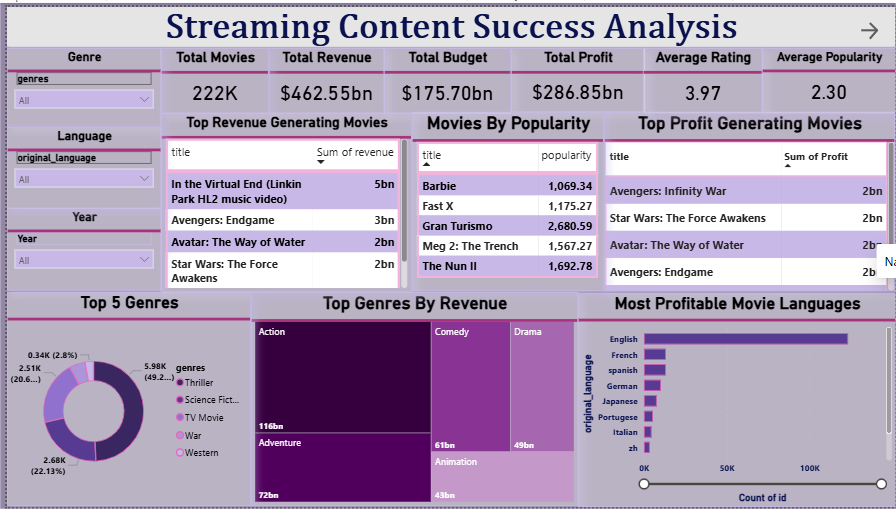 Streaming Content Success Analysis
Genre
genres
All
Language
original_language
All
Year
Year
All
Total Movies
222K
Total Revenue
$462.55bn
Total Budget
$175.70bn
Total Profit
$286.85bn
Average Rating
3.97
Average Popularity
2.30
Top Revenue Generating Movies
title Sum of revenue
In the Virtual End (Linkin 5bn
Park HL2 music video)
Avengers: Endgame 3bn
Avatar: The Way of Water 2bn
Star Wars: The Force 2bn
Awakens
Movies By Popularity
title popularity
Barbie 1,069.34
Fast X 1,175.27
Gran Turismo 2,680.59
Meg 2: The Trench 1,567.27
The Nun II 1,692.78
Top Profit Generating Movies
title Sum of Profit
Avengers: Infinity War 2bn
Star Wars: The Force Awakens 2bn
Avatar: The Way of Water 2bn
Avengers: Endgame 2bn
Na
Top 5 Genres
0.34K (2.8%)
2.51K
(20.6...)
5.98K
(49.2...)
2.68K
(22.13%)
genres
Thriller
Science Fict...
TV Movie
War
Western
Top Genres By Revenue
Action
116bn
Adventure
72bn
Comedy
61bn
Drama
49bn
Animation
43bn
Most Profitable Movie Languages
original_language
English
French
spanish
German
Japanese
Portugese
Italian
zh
0K 50K 100K
Count of id